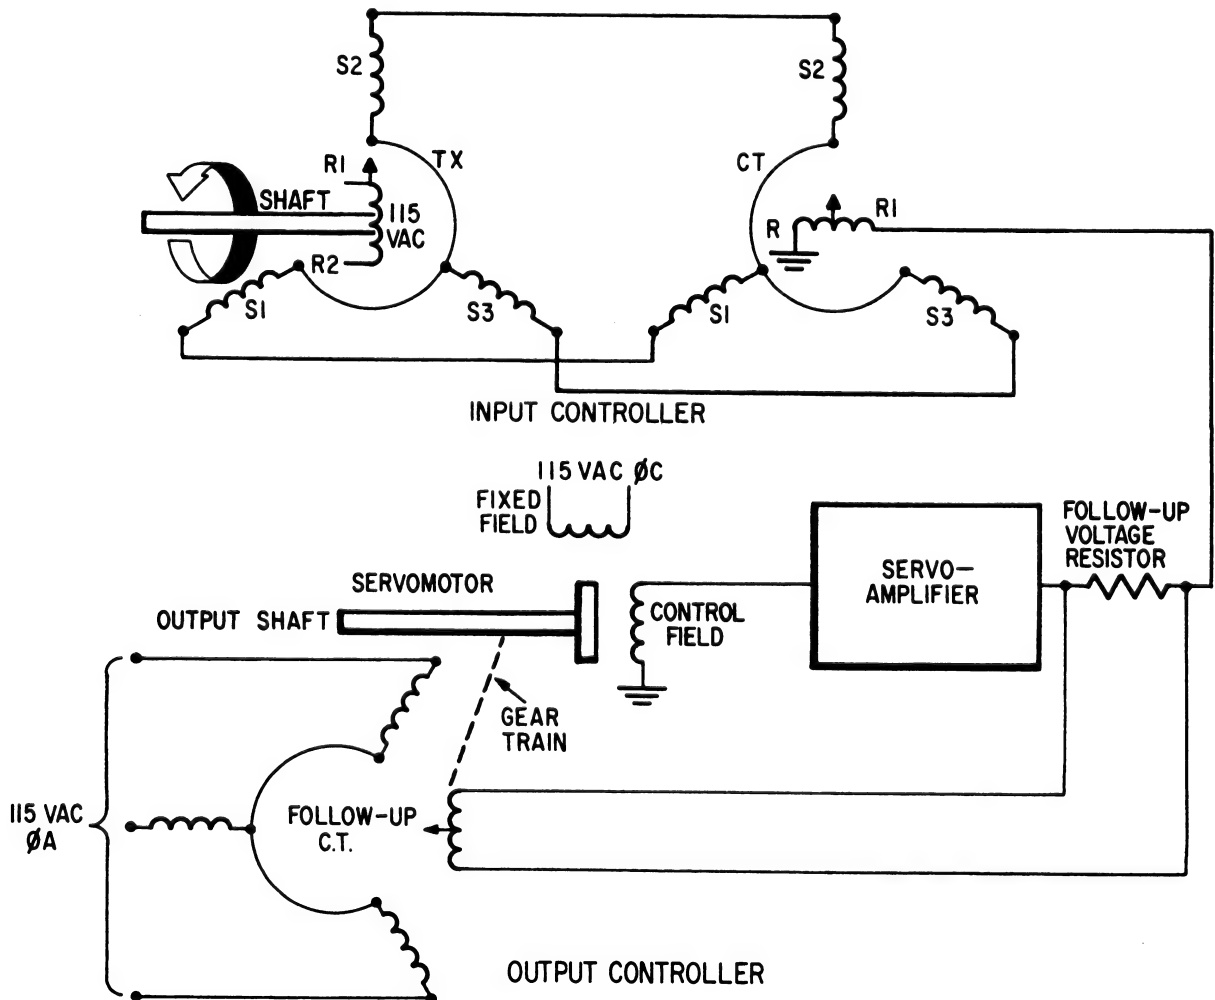 S2
S2
R1
TX
CT
SHAFT
115
VAC
R
R1
R2
S1
S3
S1
S3
INPUT CONTROLLER
115 VAC ØC
FIXED
FIELD
FOLLOW-UP
VOLTAGE
RESISTOR
SERVO-
AMPLIFIER
SERVOMOTOR
OUTPUT SHAFT
CONTROL
FIELD
GEAR
TRAIN
115 VAC
ØA
FOLLOW-UP
C.T.
OUTPUT CONTROLLER